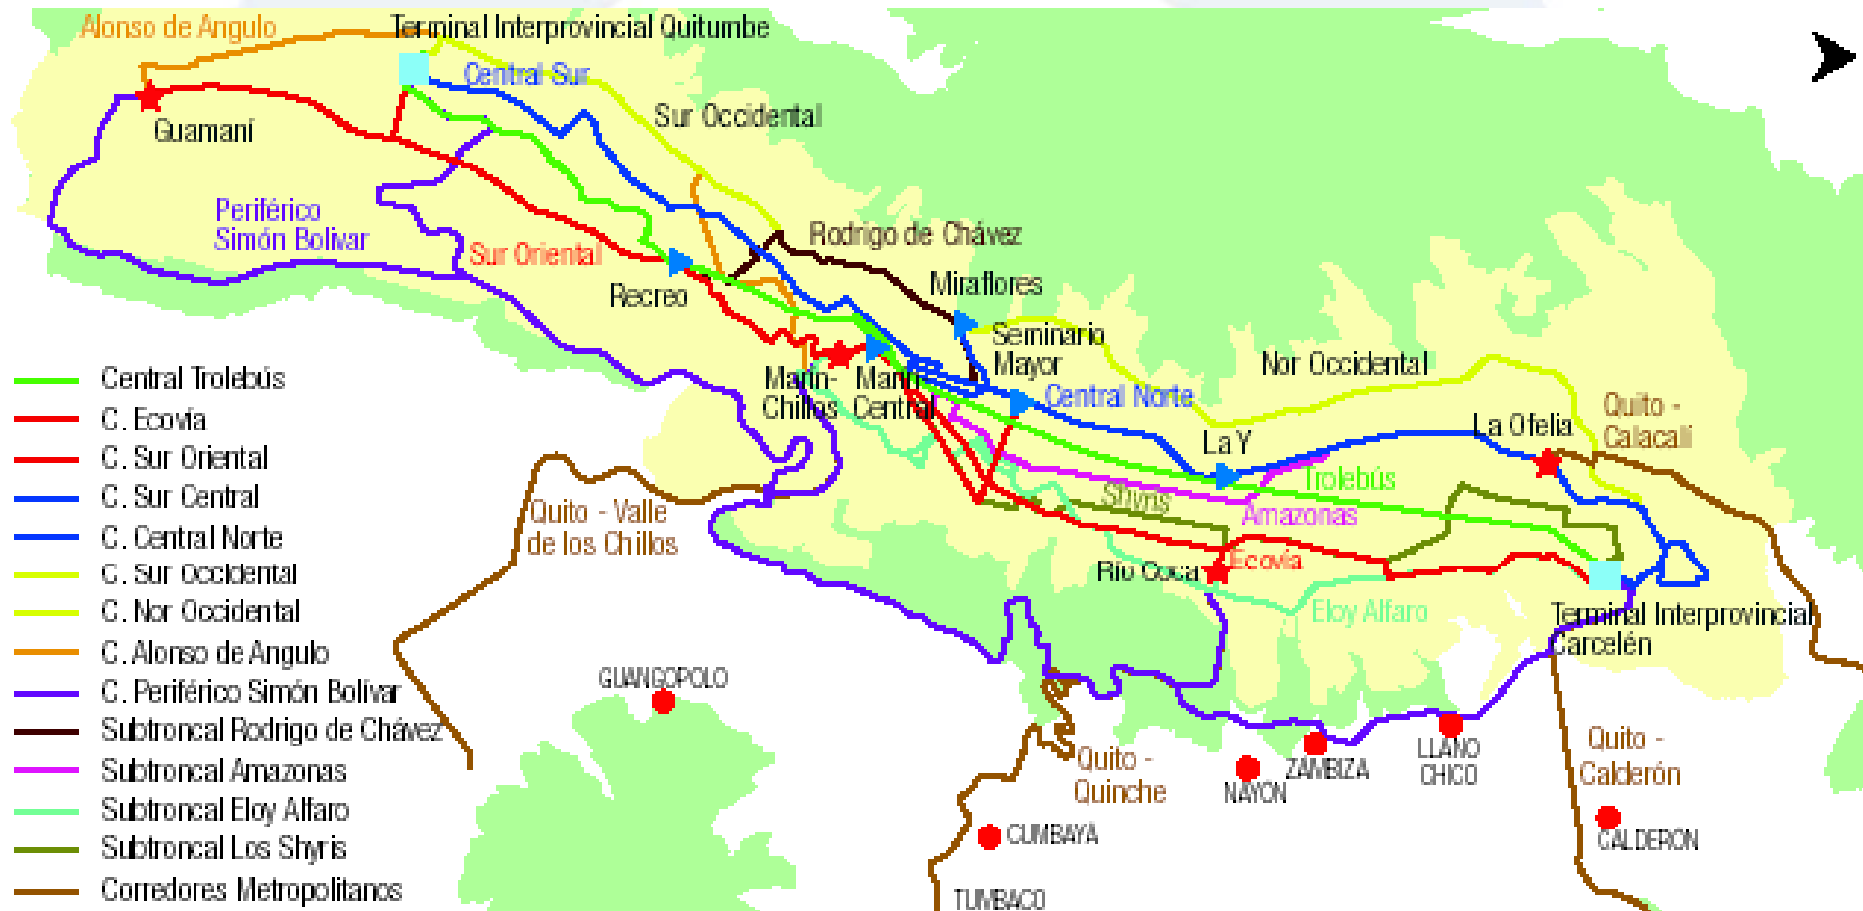 Alonso de Angulo
Terminal Interprovincial Quitumbe
Central Sur
Sur Occidental
Guamaní
Periférico
Simón Bolivar
Sur Oriental
Rodrigo de Chávez
Recreo
Miraflores
Seminario
Mayor
Nor Occidental
Marín-
Chillos
Marín
Central
Central Norte
La Y
La Ofelia
Quito -
Calacalí
Trolebús
Shyris
Amazonas
Quito - Valle
de los Chillos
Río Coca
Ecovía
Eloy Alfaro
Terminal Interprovincial
Carcelén
GUANGOPOLO
Quito -
Quinche
NAYON
ZAMBIZA
LLANO
CHICO
Quito -
Calderón
CUMBAYA
CALDERON
TUMBACO
Central Trolebús
C. Ecovía
C. Sur Oriental
C. Sur Central
C. Central Norte
C. Sur Occidental
C. Nor Occidental
C. Alonso de Angulo
C. Periférico Simón Bolívar
Subtroncal Rodrigo de Chávez
Subtroncal Amazonas
Subtroncal Eloy Alfaro
Subtroncal Los Shyris
Corredores Metropolitanos